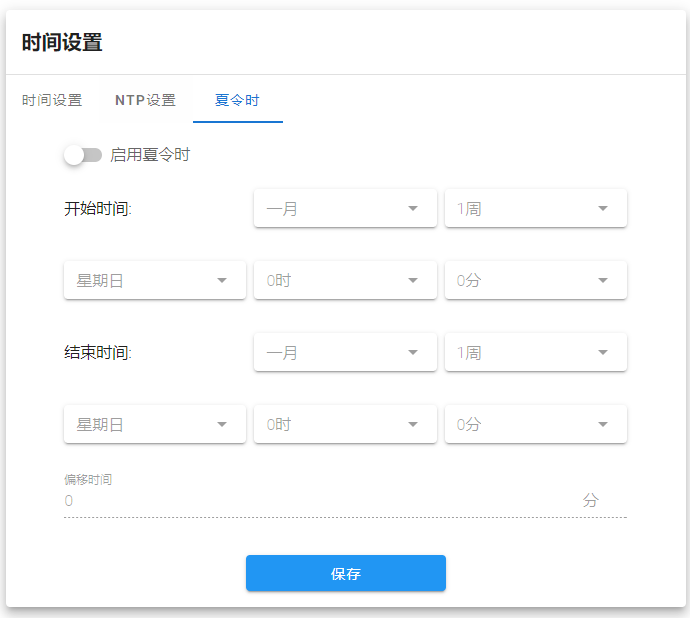 时间设置
时间设置 NTP设置 夏令时
启用夏令时
开始时间: 一月 1周
星期日 0时 0分
结束时间: 一月 1周
星期日 0时 0分
偏移时间
0 分
保存